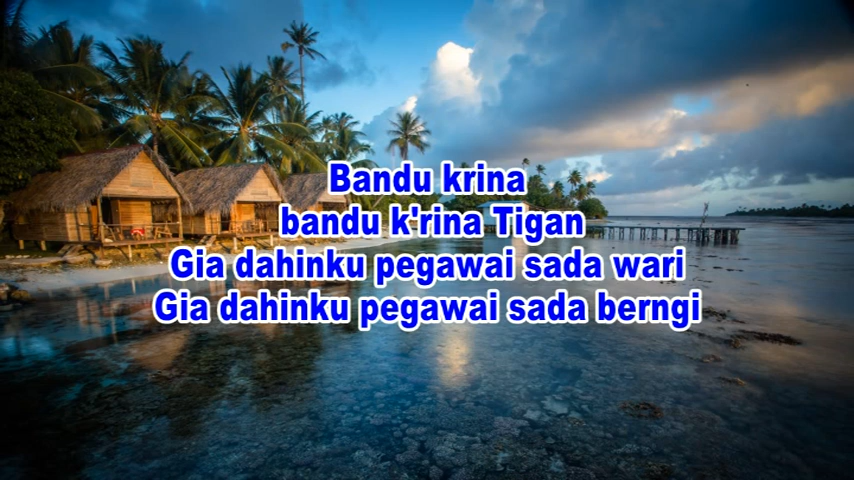 Bandu krina
bandu k'rina Tigan
Gia dahinku pegawai sada wari
Gia dahinku pegawai sada berngi